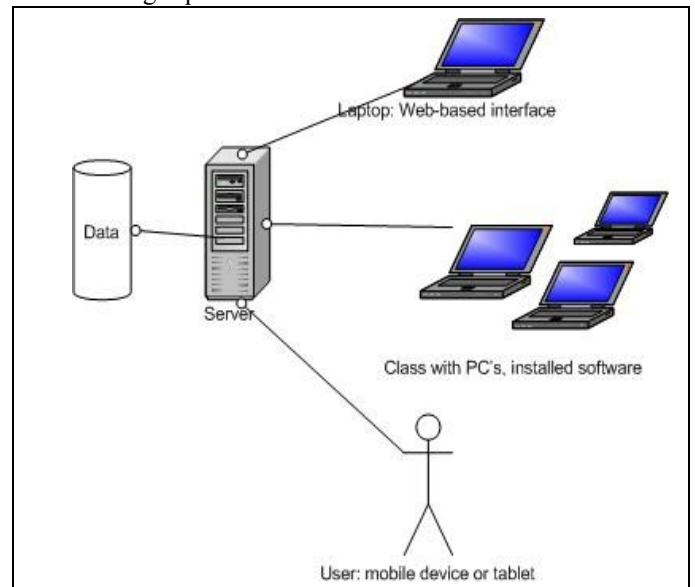 Laptop: Web-based interface
Data
Server
Class with PC's, installed software
User: mobile device or tablet